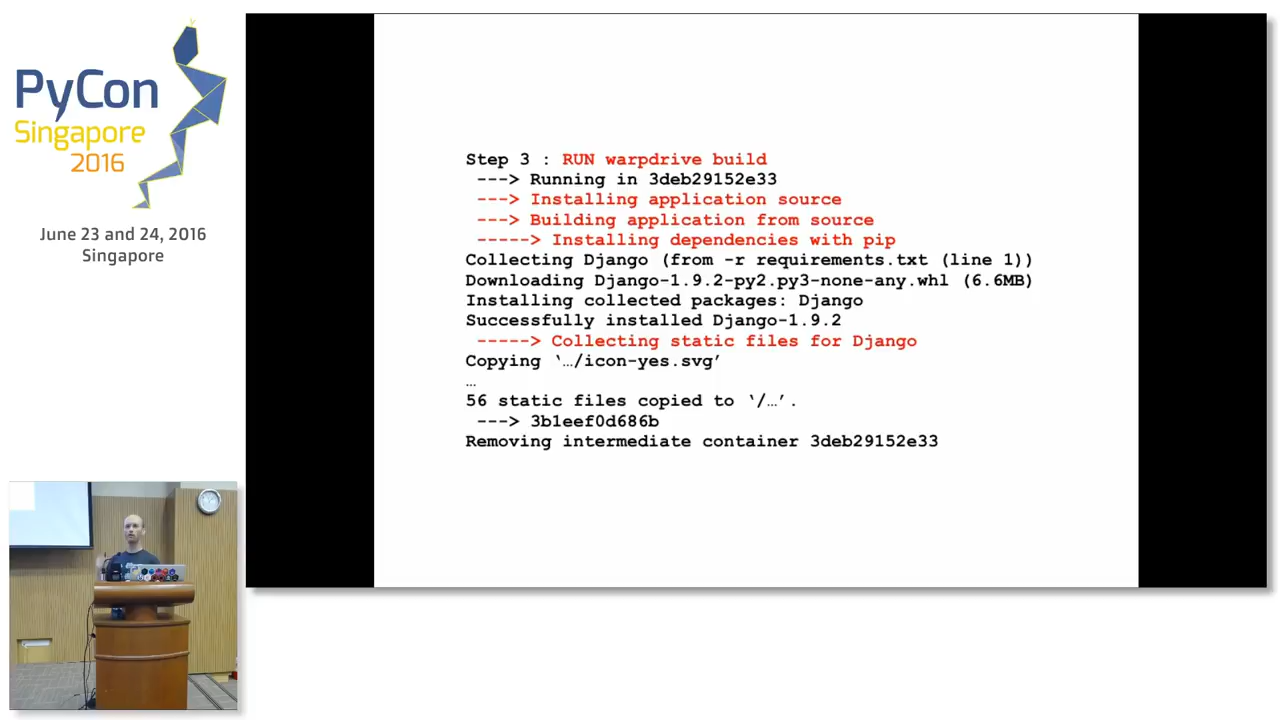 PyCon
Singapore
2016
June 23 and 24, 2016
Singapore
Step 3 : RUN warpdrive build
---> Running in 3deb29152e33
---> Installing application source
---> Building application from source
-----> Installing dependencies with pip
Collecting Django (from -r requirements.txt (line 1))
Downloading Django-1.9.2-py2.py3-none-any.whl (6.6MB)
Installing collected packages: Django
Successfully installed Django-1.9.2
-----> Collecting static files for Django
Copying ‘…/icon-yes.svg’
…
56 static files copied to ‘/…’.
---> 3b1eef0d686b
Removing intermediate container 3deb29152e33